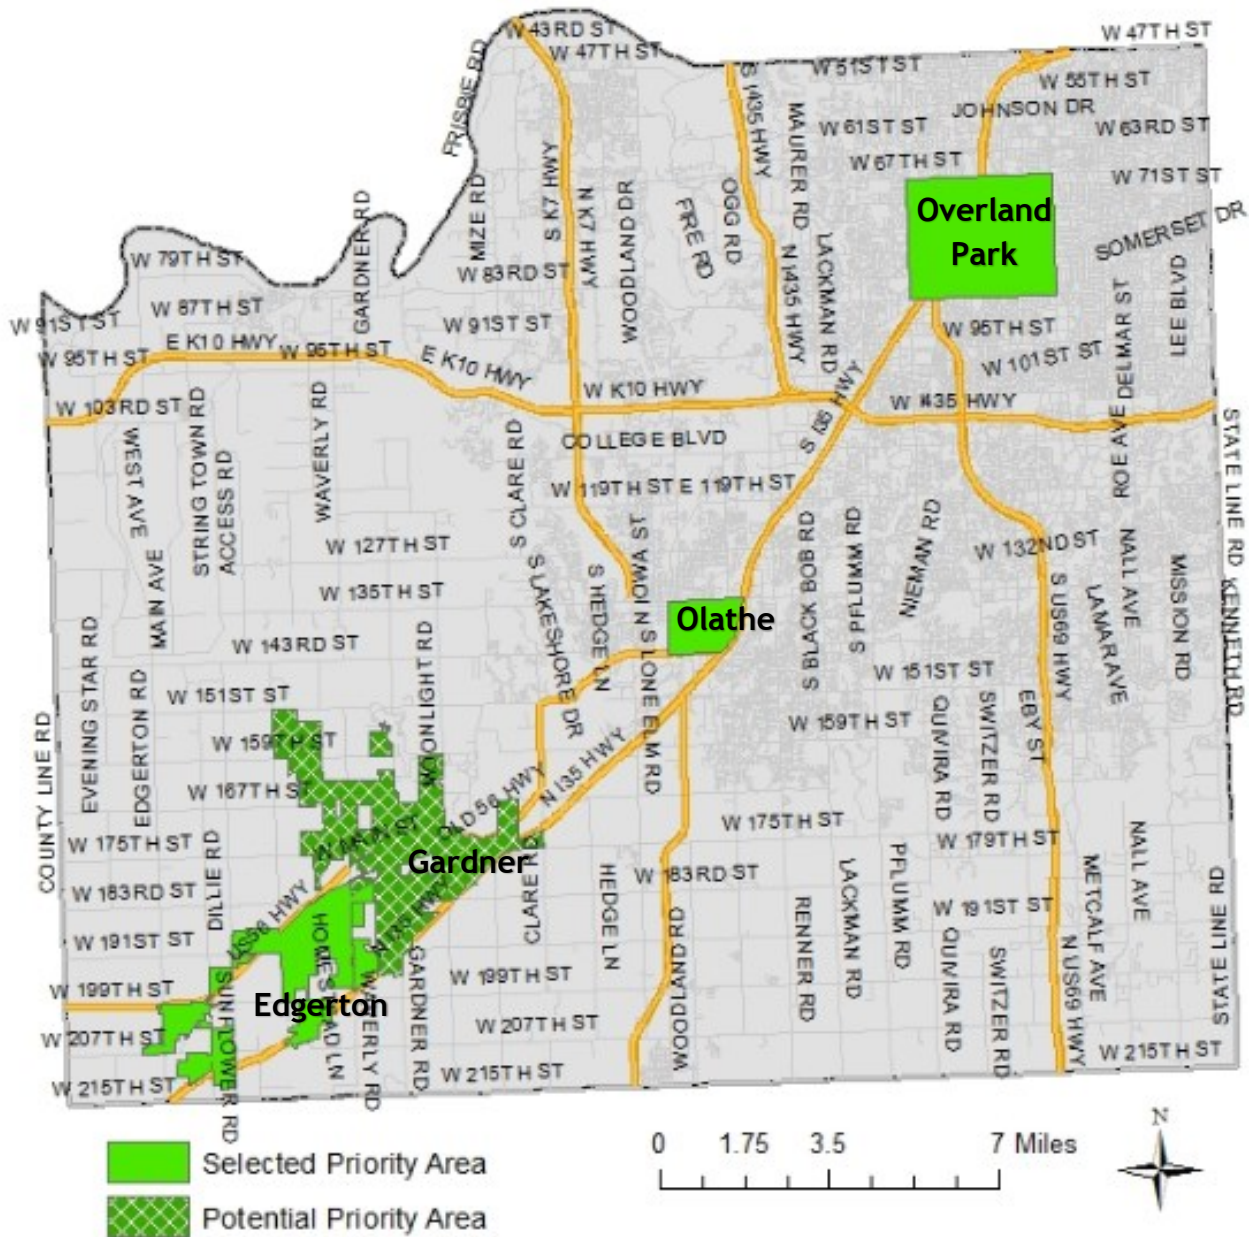 W 43RD ST
W 47TH ST
W 47TH ST
W 51ST ST
W 55TH ST
JOHNSON DR
FRISBIE RD
S I435 HWY
MAURER RD
W 61ST ST
W 63RD ST
W 67TH ST
W 71ST ST
S K7 HWY
N K7 HWY
MIZE RD
WOODLAND DR
FIRE RD
OGG RD
Overland
Park
SOMERSET DR
GARDNER RD
W 79TH ST
W 83RD ST
LACKMAN RD
N I435 HWY
LEE BLVD
DELMAR ST
W 87TH ST
W 91ST ST
W 91ST ST
W 95TH ST
E K10 HWY
W 95TH ST
W 95TH ST
E K10 HWY
W 101ST ST
W K10 HWY
S I35 HWY
W I435 HWY
W 103RD ST
WEST AVE
STRING TOWN RD
ACCESS RD
WAVERLY RD
S CLARE RD
COLLEGE BLVD
ROE AVE
STATE LINE RD
W 119TH ST
E 119TH ST
W 127TH ST
W 132ND ST
MAIN AVE
S LAKESHORE DR
S HEDGE LN
N IOWA ST
S BLACK BOB RD
S PFLUMM RD
NIEMAN RD
S US69 HWY
LAMAR AVE
NALL AVE
MISSION RD
KENNETH RD
W 135TH ST
Olathe
EVENING STAR RD
EDGERTON RD
W 143RD ST
MOONLIGHT RD
S LONE ELM RD
W 151ST ST
W 151ST ST
COUNTY LINE RD
W 159TH ST
*
W 159TH ST
QUIVIRA RD
SWITZER RD
EBY ST
W 167TH ST
OLD 56 HWY
N I35 HWY
W 175TH ST
W MAIN ST
W 175TH ST
W 179TH ST
Gardner
DILLIE RD
CLARE RD
HEDGE LN
W 183RD ST
W 183RD ST
LACKMAN RD
PFLUMM RD
METCALF AVE
NALL AVE
STATE LINE RD
US56 HWY
W 191ST ST
N I35 HWY
HOMESTEAD LN
WAVERLY RD
GARDNER RD
WOODLAND RD
RENNER RD
W 191ST ST
QUIVIRA RD
SWITZER RD
N US69 HWY
W 199TH ST
W 199TH ST
Edgerton
SUNFLOWER RD
W 207TH ST
W 207TH ST
W 215TH ST
W 215TH ST
W 215TH ST
Selected Priority Area
Potential Priority Area
0 1.75 3.5 7 Miles
N